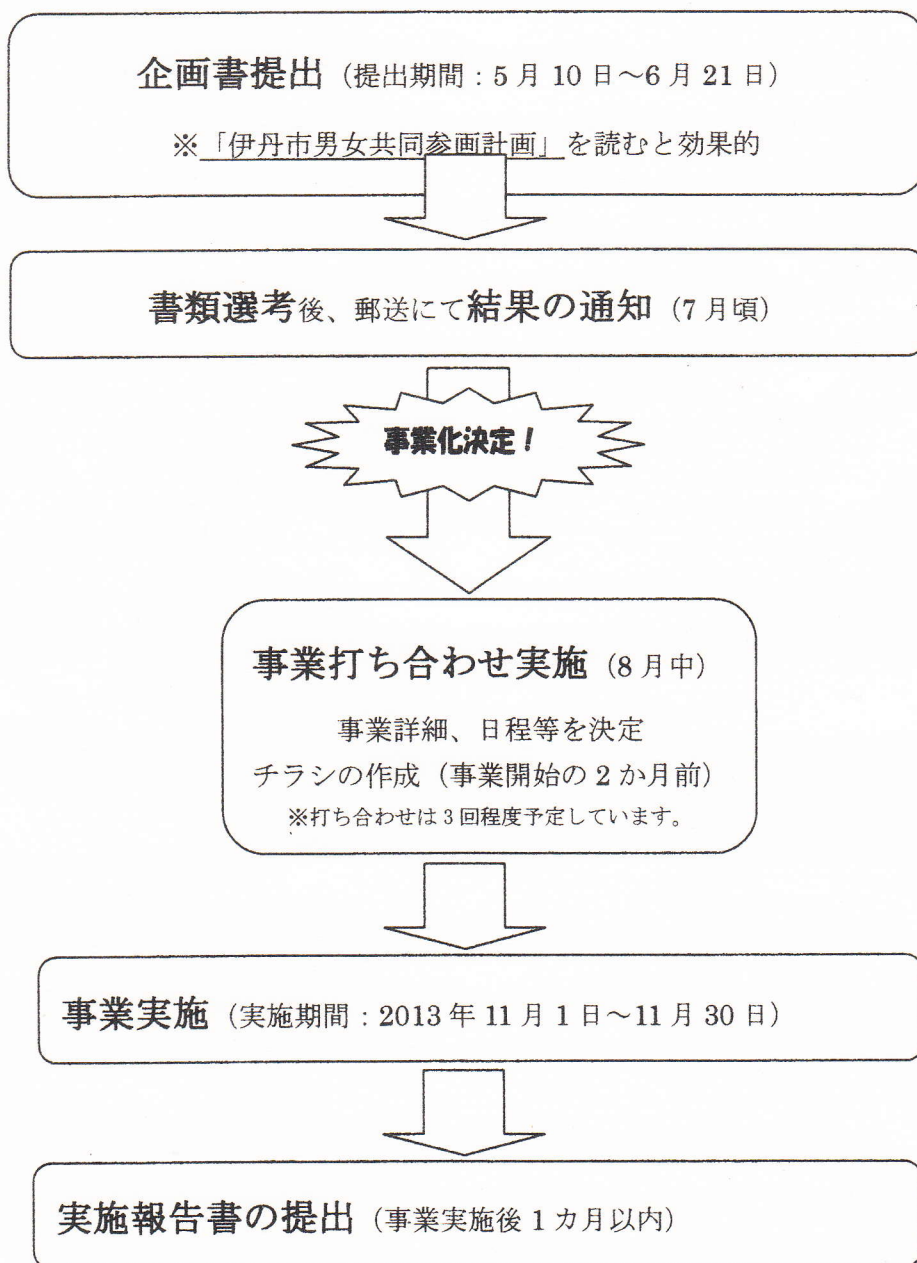 企画書提出（提出期間：5月10日～6月21日）
※「伊丹市男女共同参画計画」を読むと効果的
書類選考後、郵送にて結果の通知（7月頃）
事業化決定！
事業打ち合わせ実施（8月中）
事業詳細、日程等を決定
チラシの作成（事業開始の2か月前）
※打ち合わせは3回程度予定しています。
事業実施（実施期間：2013年11月1日～11月30日）
実施報告書の提出（事業実施後1カ月以内）